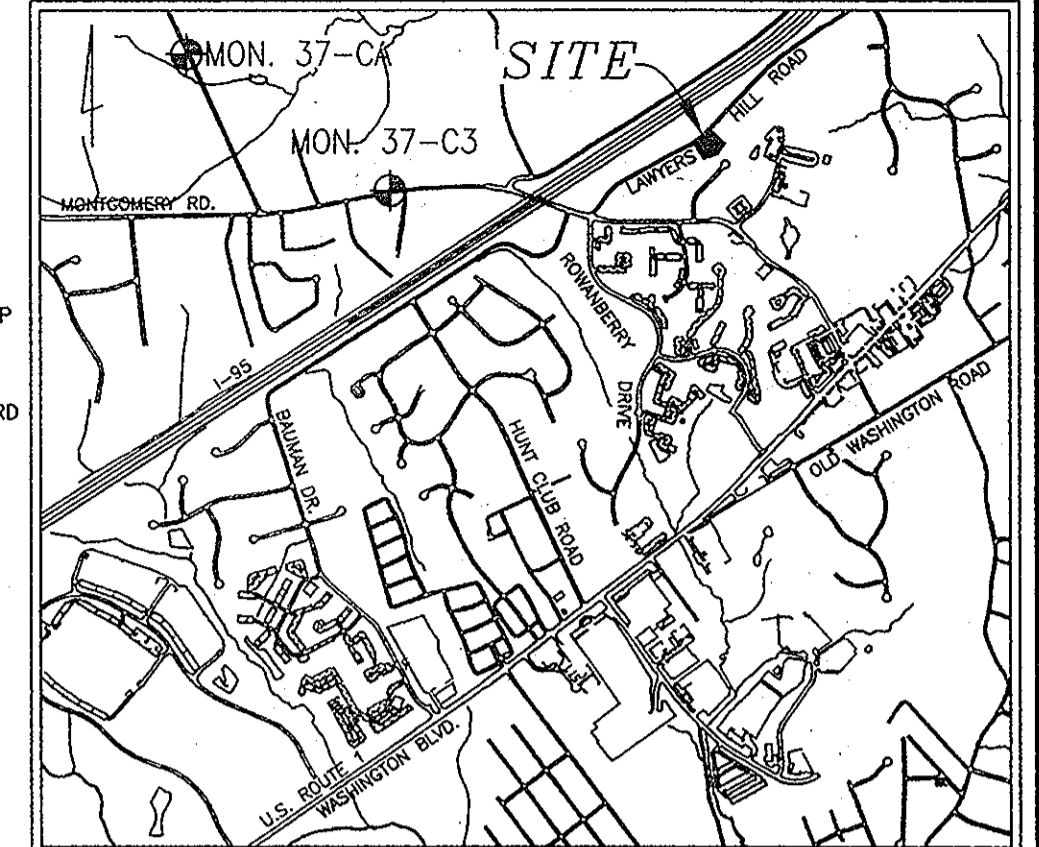 MON. 37-CA
SITE
HILL ROAD
MON. 37-C3
LAWYERS
MONTGOMERY RD.
ROWANBERRY
P
I-95
DRIVE
RD
BAUMAN DR.
HUNT CLUB ROAD
OLD WASHINGTON ROAD
U.S. ROUTE 1
WASHINGTON BLVD.